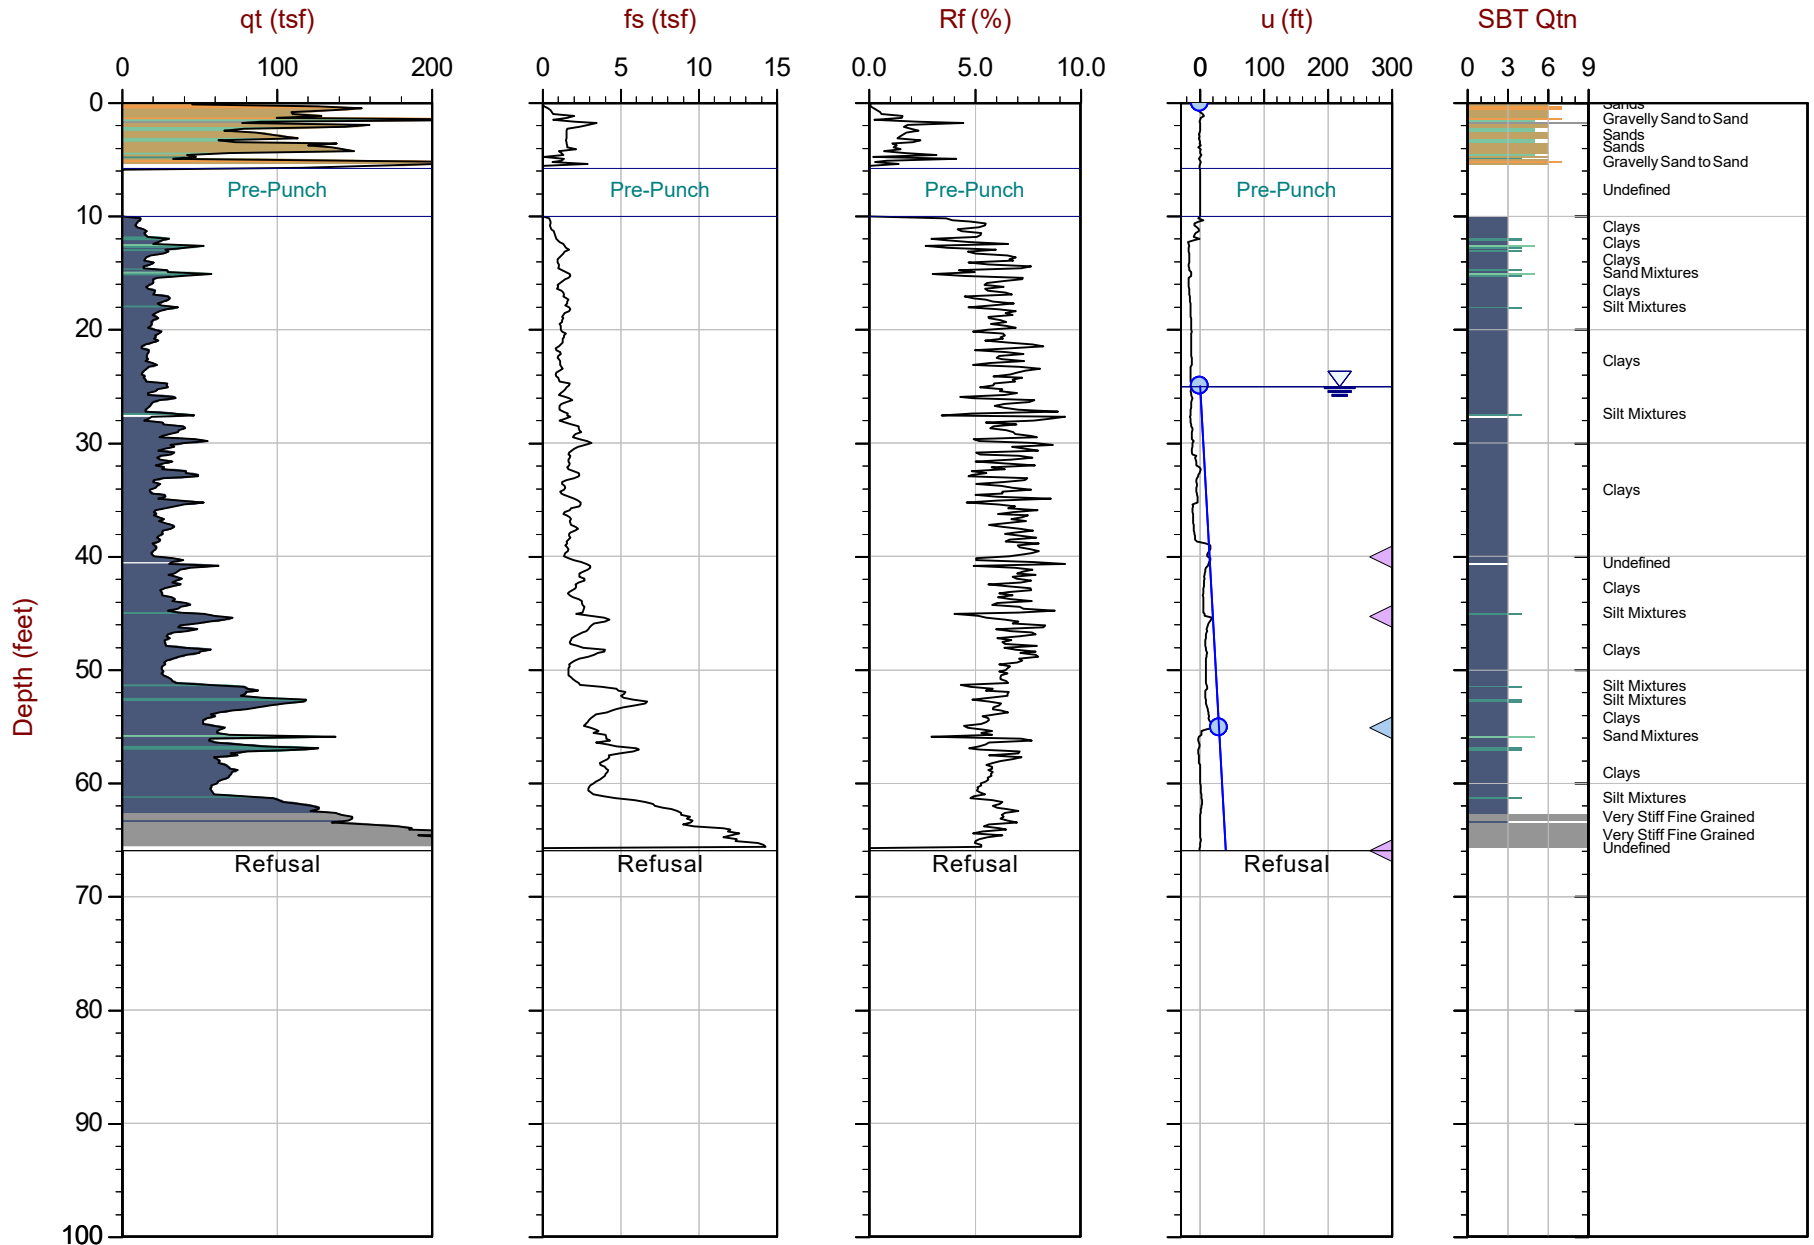 qt (tsf) fs (tsf) Rf (%) u (ft) SBT Qtn
0 100 200 0 5 10 15 0.0 5.0 10.0 0 100 200 300 0 3 6 9
0
Sands
Gravelly Sand to Sand
Sands
Sands
Gravelly Sand to Sand
Pre-Punch Pre-Punch Pre-Punch Pre-Punch Undefined
10
Clays
Clays
Clays
Sand Mixtures
Clays
Silt Mixtures
20
Clays
Silt Mixtures
30
Clays
40
Undefined
Clays
Silt Mixtures
Clays
50
Silt Mixtures
Silt Mixtures
Clays
Sand Mixtures
Clays
60
Silt Mixtures
Very Stiff Fine Grained
Very Stiff Fine Grained
Undefined
Refusal Refusal Refusal Refusal
70
80
90
100
Depth (feet)